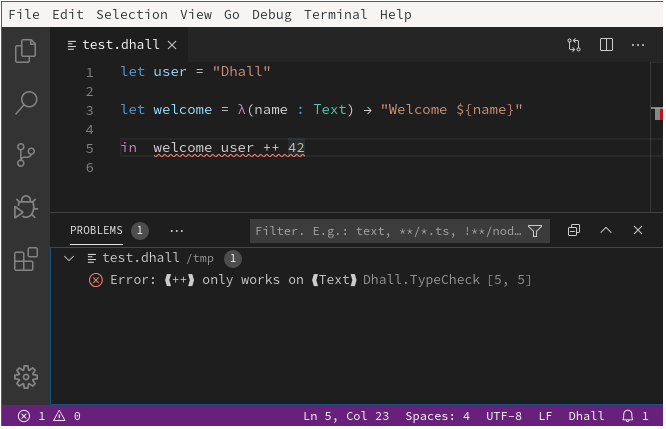 File Edit Selection View Go Debug Terminal Help
test.dhall
1 let user = "Dhall"
2
3 let welcome = λ(name : Text) → "Welcome ${name}"
4
5 in  welcome user ++ 42
6
PROBLEMS 1 ··· Filter. E.g.: text, **/*.ts, !**/nod...
test.dhall /tmp 1
Error: ❰++❱ only works on ❰Text❱ Dhall.TypeCheck [5, 5]
1 0 Ln 5, Col 23 Spaces: 4 UTF-8 LF Dhall 1